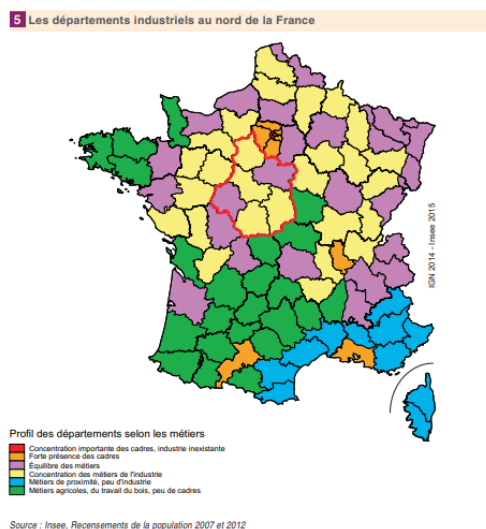 5 Les départements industriels au nord de la France
IGN 2014 - Insee 2015
Profil des départements selon les métiers
Concentration importante des cadres, industrie inexistante
Forte présence des cadres
Équilibre des métiers
Concentration des métiers de l'industrie
Métiers de proximité, peu d'industrie
Métiers agricoles, du travail du bois, peu de cadres
Source : Insee, Recensements de la population 2007 et 2012